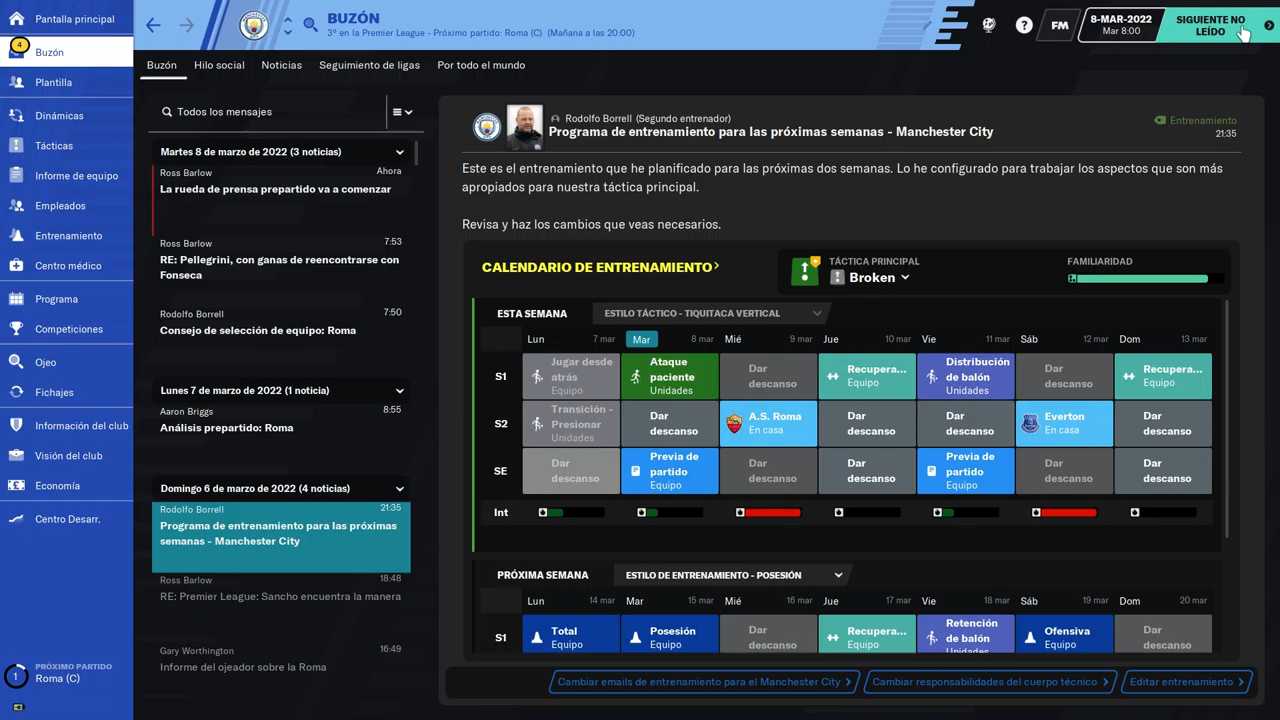 Pantalla principal
4
Buzón
Plantilla
Dinámicas
Tácticas
Informe de equipo
Empleados
Entrenamiento
Centro médico
Programa
Competiciones
Ojeo
Fichajes
Información del club
Visión del club
Economía
Centro Desarr.
1
PRÓXIMO PARTIDO
Roma (C)
BUZÓN
3º en la Premier League - Próximo partido: Roma (C) (Mañana a las 20:00)
?
FM
8-MAR-2022
Mar 8:00
SIGUIENTE NO
LEÍDO
Buzón Hilo social Noticias Seguimiento de ligas Por todo el mundo
Todos los mensajes
Martes 8 de marzo de 2022 (3 noticias)
Ross Barlow Ahora
La rueda de prensa prepartido va a comenzar
Ross Barlow 7:53
RE: Pellegrini, con ganas de reencontrarse con
Fonseca
Rodolfo Borrell 7:50
Consejo de selección de equipo: Roma
Lunes 7 de marzo de 2022 (1 noticia)
Aaron Briggs 8:55
Análisis prepartido: Roma
Domingo 6 de marzo de 2022 (4 noticias)
Rodolfo Borrell 21:35
Programa de entrenamiento para las próximas
semanas - Manchester City
Ross Barlow 18:48
RE: Premier League: Sancho encuentra la manera
Gary Worthington 16:49
Informe del ojeador sobre la Roma
Rodolfo Borrell (Segundo entrenador)
Programa de entrenamiento para las próximas semanas - Manchester City
Entrenamiento
21:35
Este es el entrenamiento que he planificado para las próximas dos semanas. Lo he configurado para trabajar los aspectos que son más
apropiados para nuestra táctica principal.
Revisa y haz los cambios que veas necesarios.
CALENDARIO DE ENTRENAMIENTO
TÁCTICA PRINCIPAL
Broken
FAMILIARIDAD
ESTA SEMANA ESTILO TÁCTICO - TIQUITACA VERTICAL
Lun 7 mar Mar 8 mar Mié 9 mar Jue 10 mar Vie 11 mar Sáb 12 mar Dom 13 mar
S1
Jugar desde
atrás
Equipo
Ataque
paciente
Unidades
Dar
descanso
Recupera...
Equipo
Distribución
de balón
Unidades
Dar
descanso
Recupera...
Equipo
S2
Transición -
Presionar
Unidades
Dar
descanso
A.S. Roma
En casa
Dar
descanso
Dar
descanso
Everton
En casa
Dar
descanso
SE
Dar
descanso
Previa de
partido
Equipo
Dar
descanso
Dar
descanso
Previa de
partido
Equipo
Dar
descanso
Dar
descanso
Int
PRÓXIMA SEMANA ESTILO DE ENTRENAMIENTO - POSESIÓN
Lun 14 mar Mar 15 mar Mié 16 mar Jue 17 mar Vie 18 mar Sáb 19 mar Dom 20 mar
S1
Total
Equipo
Posesión
Equipo
Dar
descanso
Recupera...
Equipo
Retención
de balón
Unidades
Ofensiva
Equipo
Dar
descanso
Cambiar emails de entrenamiento para el Manchester City
Cambiar responsabilidades del cuerpo técnico
Editar entrenamiento